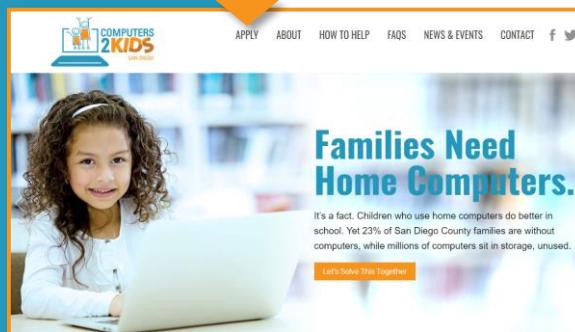 COMPUTERS
2KIDS
SAN DIEGO
APPLY ABOUT HOW TO HELP FAQS NEWS & EVENTS CONTACT
Families Need
Home Computers.
It's a fact. Children who use home computers do better in
school. Yet 23% of San Diego County families are without
computers, while millions of computers sit in storage, unused.
Let's Solve This Together